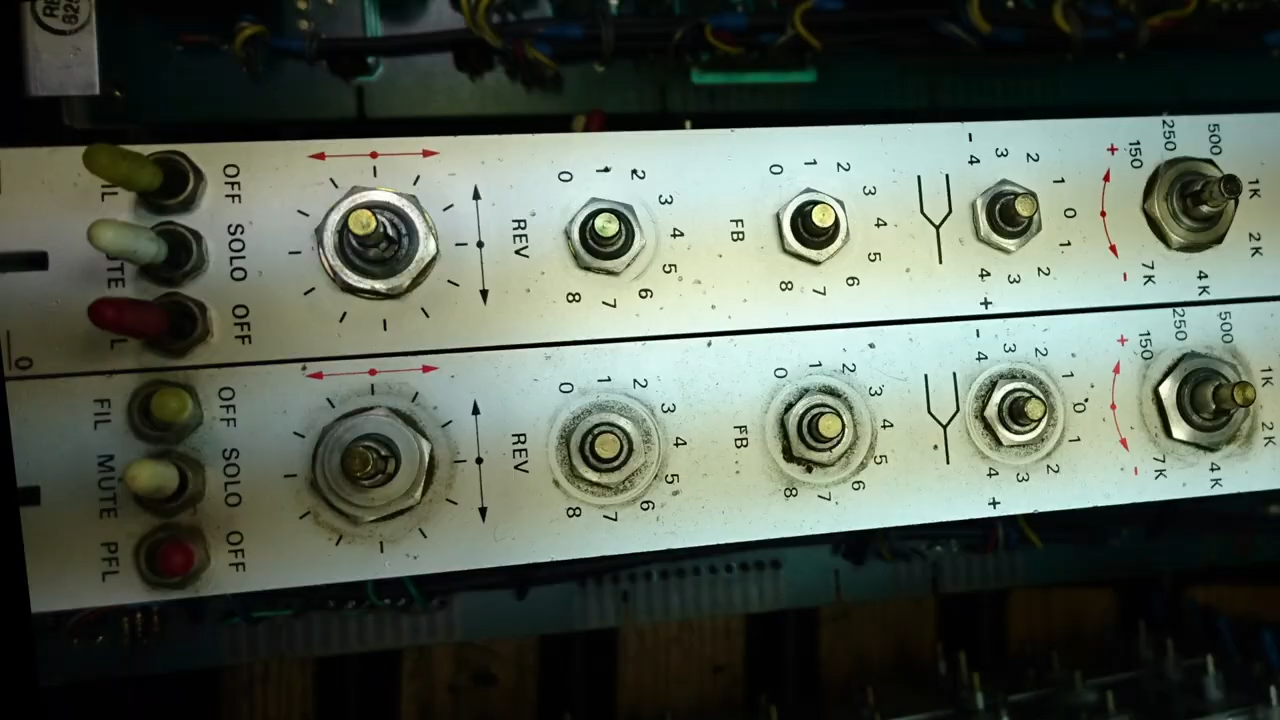 OFF
SOLO
OFF
REV
0 1 2 3 4 5 6 7 8
FB
0 1 2 3 4 5 6 7 8
- 4 3 2 1 0 1 2 3 4 +
+ 150 250 500 1K 2K 4K 7K -
0
FIL OFF
MUTE SOLO
PFL OFF
REV
0 1 2 3 4 5 6 7 8
FB
0 1 2 3 4 5 6 7 8
- 4 3 2 1 0 1 2 3 4 +
+ 150 250 500 1K 2K 4K 7K -